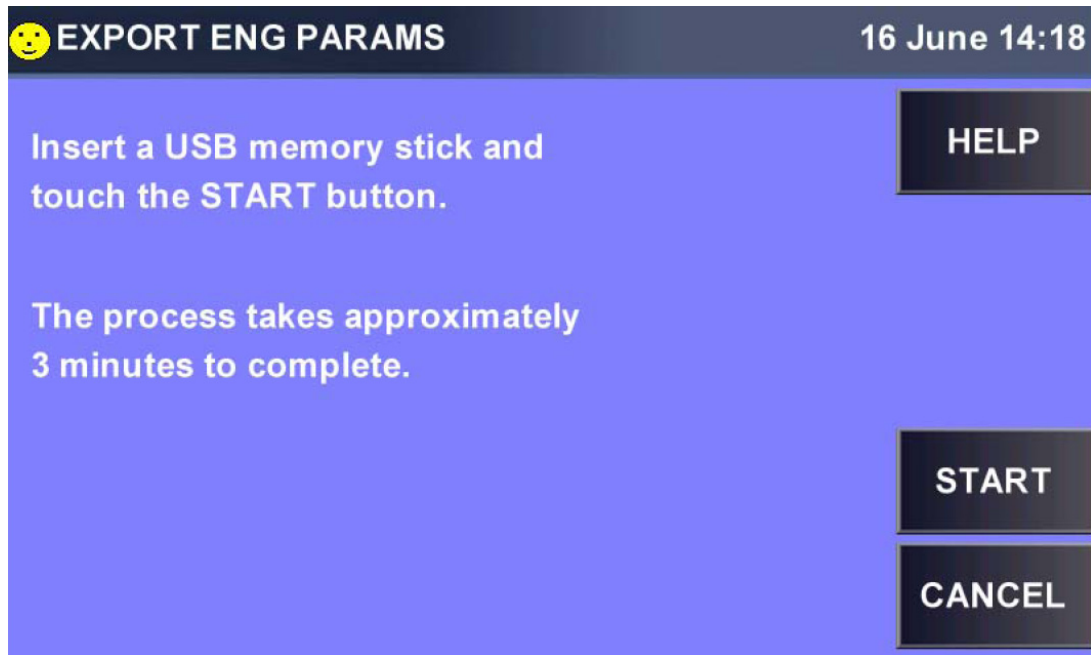 EXPORT ENG PARAMS
16 June 14:18
Insert a USB memory stick and
touch the START button.
HELP
The process takes approximately
3 minutes to complete.
START
CANCEL